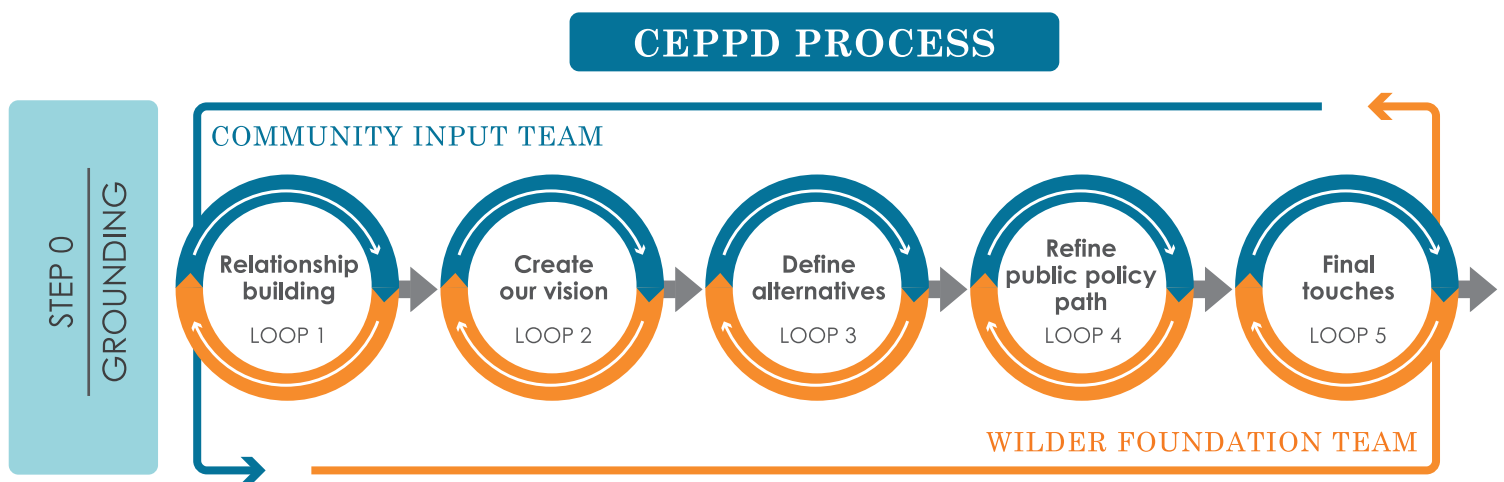 CEPPD PROCESS
STEP 0
GROUNDING
COMMUNITY INPUT TEAM
Relationship
building
LOOP 1
Create
our vision
LOOP 2
Define
alternatives
LOOP 3
Refine
public policy
path
LOOP 4
Final
touches
LOOP 5
WILDER FOUNDATION TEAM